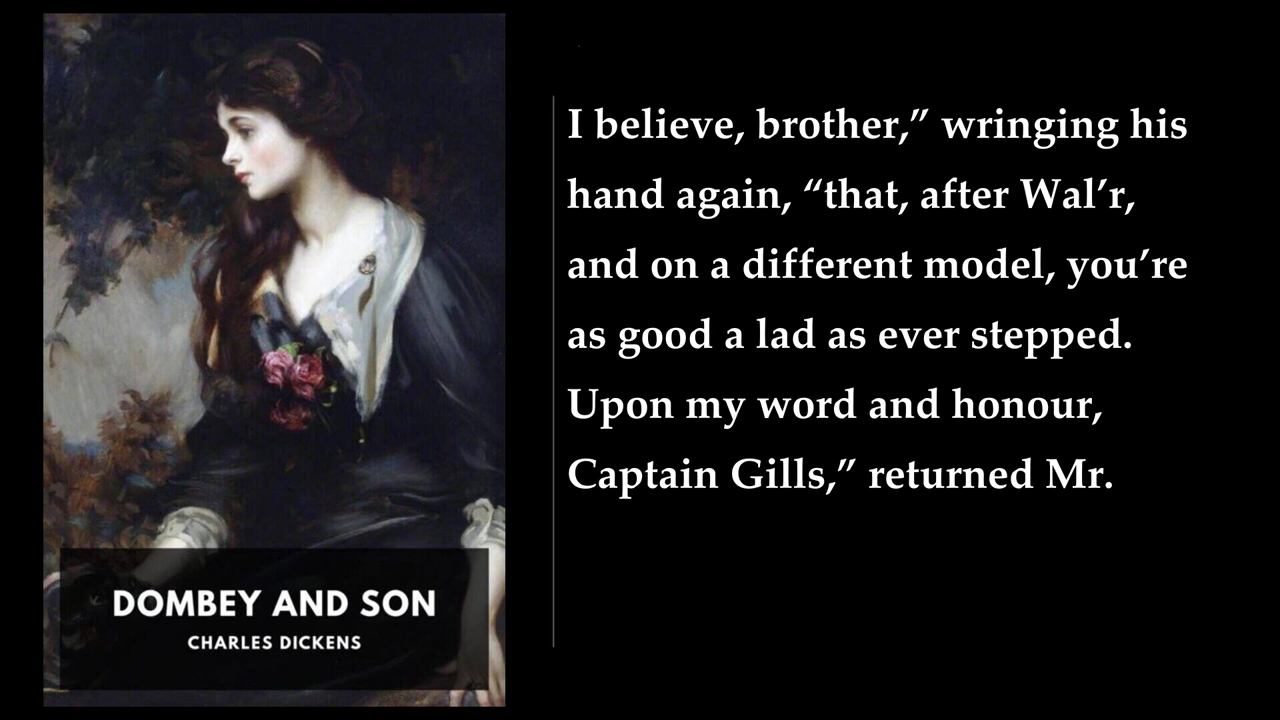 DOMBEY AND SON
CHARLES DICKENS
I believe, brother,” wringing his
hand again, “that, after Wal’r,
and on a different model, you’re
as good a lad as ever stepped.
Upon my word and honour,
Captain Gills,” returned Mr.